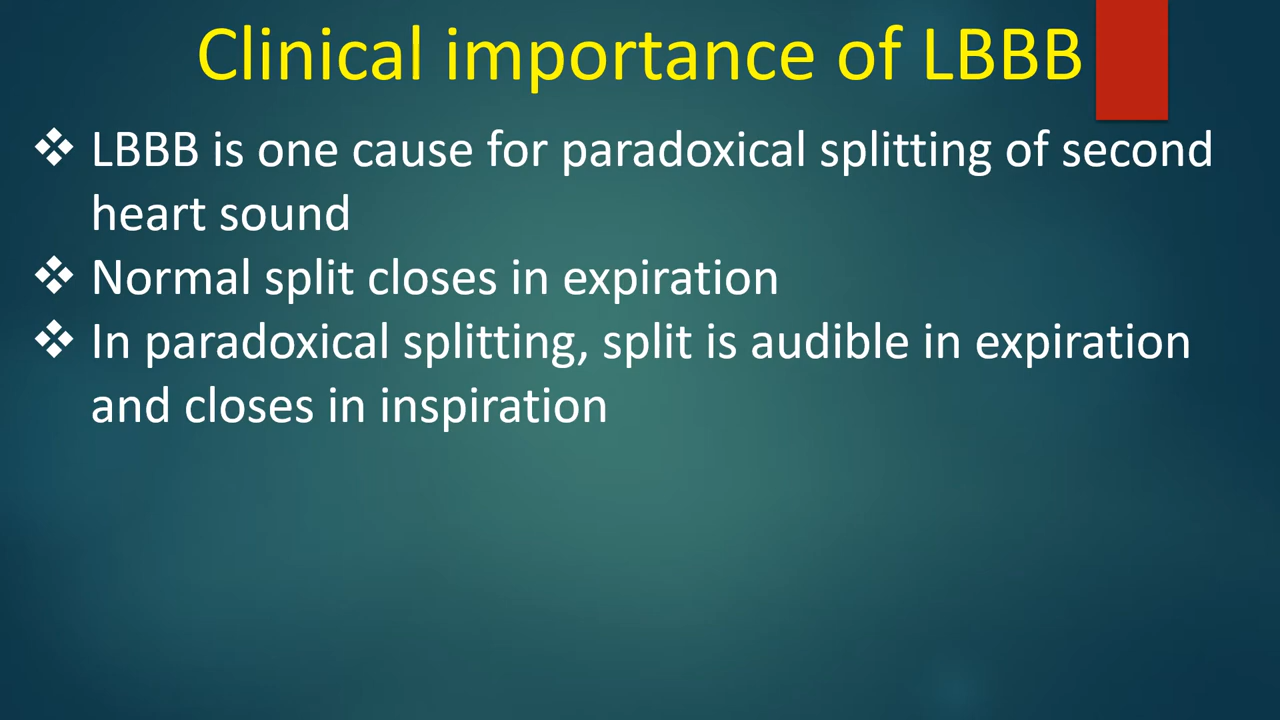 Clinical importance of LBBB
❖ LBBB is one cause for paradoxical splitting of second
heart sound
❖ Normal split closes in expiration
❖ In paradoxical splitting, split is audible in expiration
and closes in inspiration